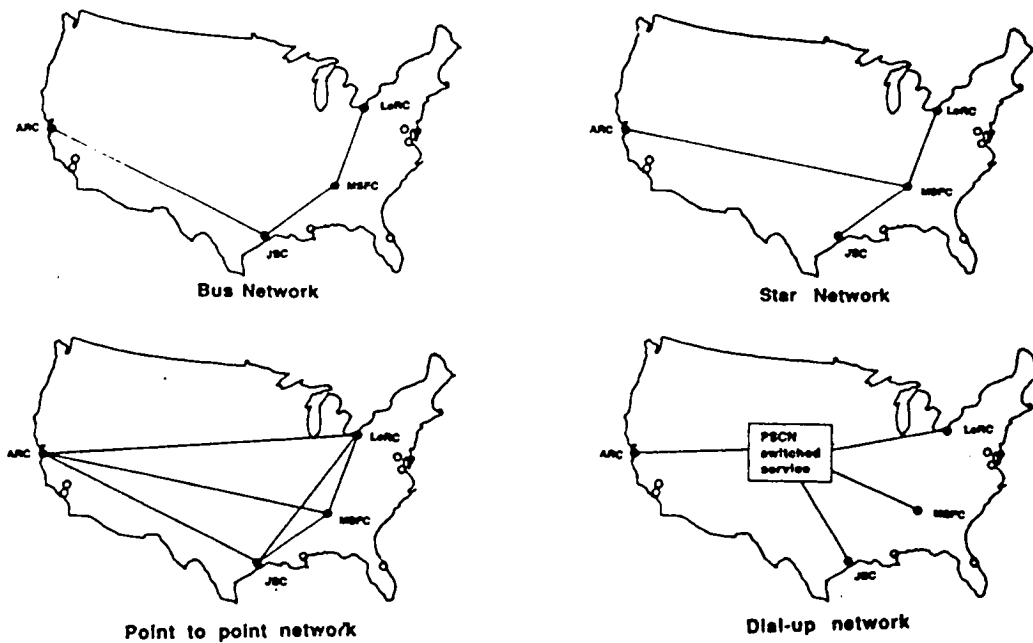 LeRC
ARC
MSFC
JSC
Bus Network
LeRC
ARC
MSFC
JSC
Star Network
LeRC
ARC
MSFC
JSC
Point to point network
PSCN
switched
service
LeRC
ARC
MSFC
JSC
Dial-up network